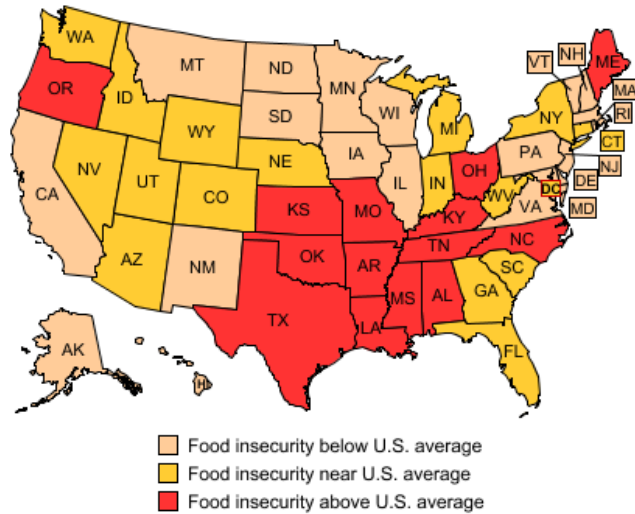 WA
MT
ND
MN
VT
NH
ME
OR
ID
SD
WI
MI
NY
MA
RI
CT
WY
IA
NE
PA
NJ
NV
UT
CO
IL
IN
OH
WV
DC
DE
MD
VA
CA
KS
MO
KY
AZ
NM
OK
AR
TN
NC
SC
TX
LA
MS
AL
GA
FL
AK
HI
Food insecurity below U.S. average
Food insecurity near U.S. average
Food insecurity above U.S. average